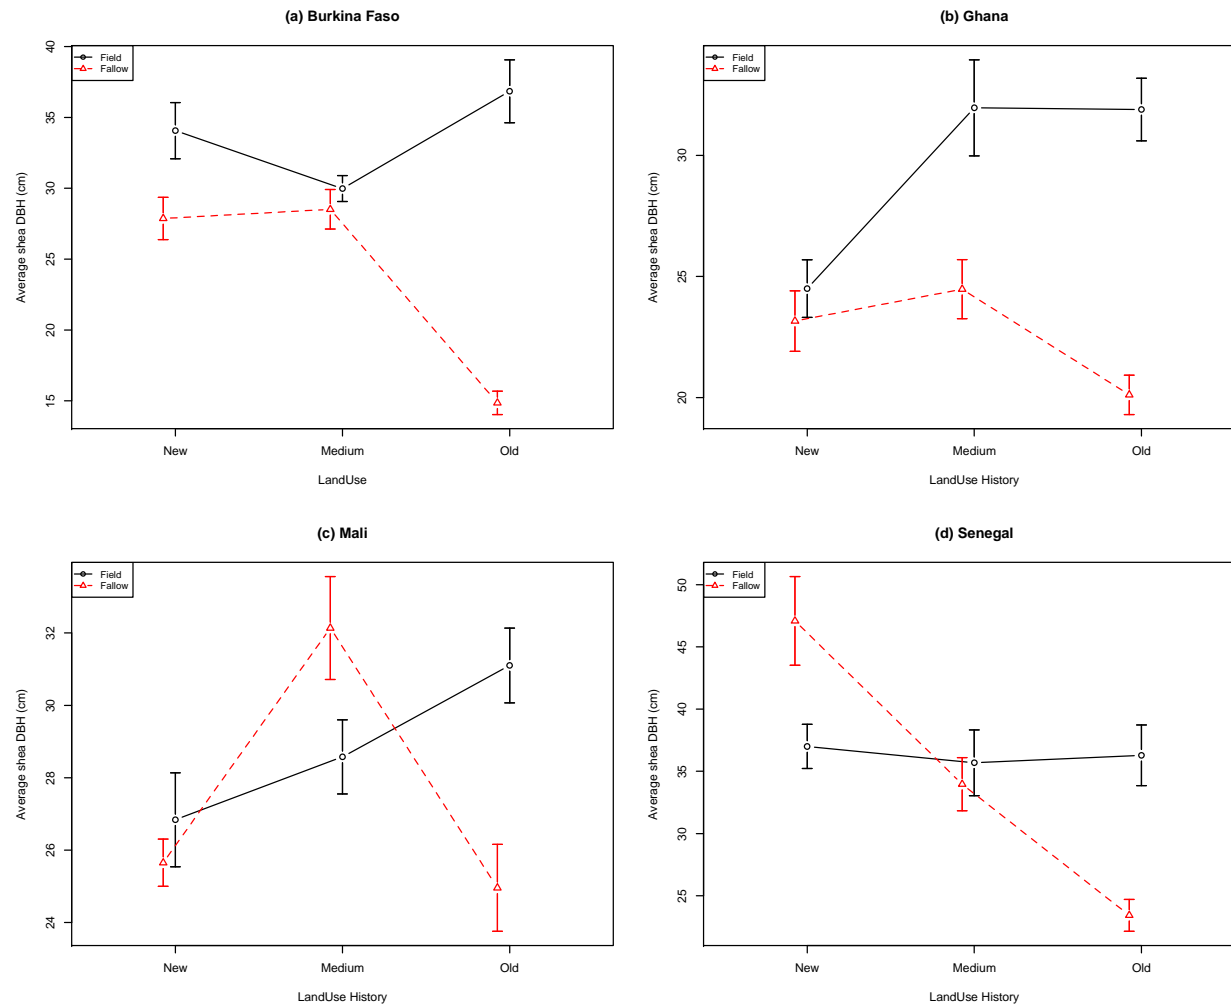 (a) Burkina Faso
Field
Fallow
Average shea DBH (cm)
40
35
30
25
20
15
New Medium Old
LandUse
(b) Ghana
Field
Fallow
Average shea DBH (cm)
30
25
20
New Medium Old
LandUse History
(c) Mali
Field
Fallow
Average shea DBH (cm)
32
30
28
26
24
New Medium Old
LandUse History
(d) Senegal
Field
Fallow
Average shea DBH (cm)
50
45
40
35
30
25
New Medium Old
LandUse History